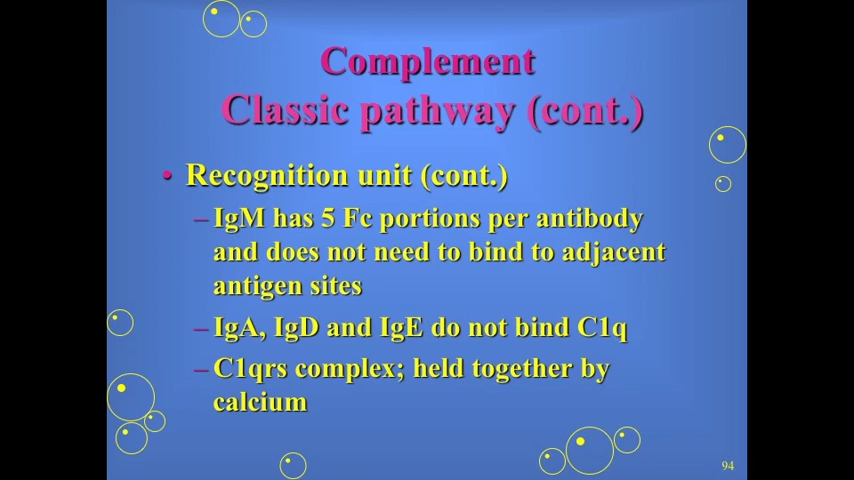 Complement
Classic pathway (cont.)
• Recognition unit (cont.)
– IgM has 5 Fc portions per antibody
and does not need to bind to adjacent
antigen sites
– IgA, IgD and IgE do not bind C1q
– C1qrs complex; held together by
calcium
94